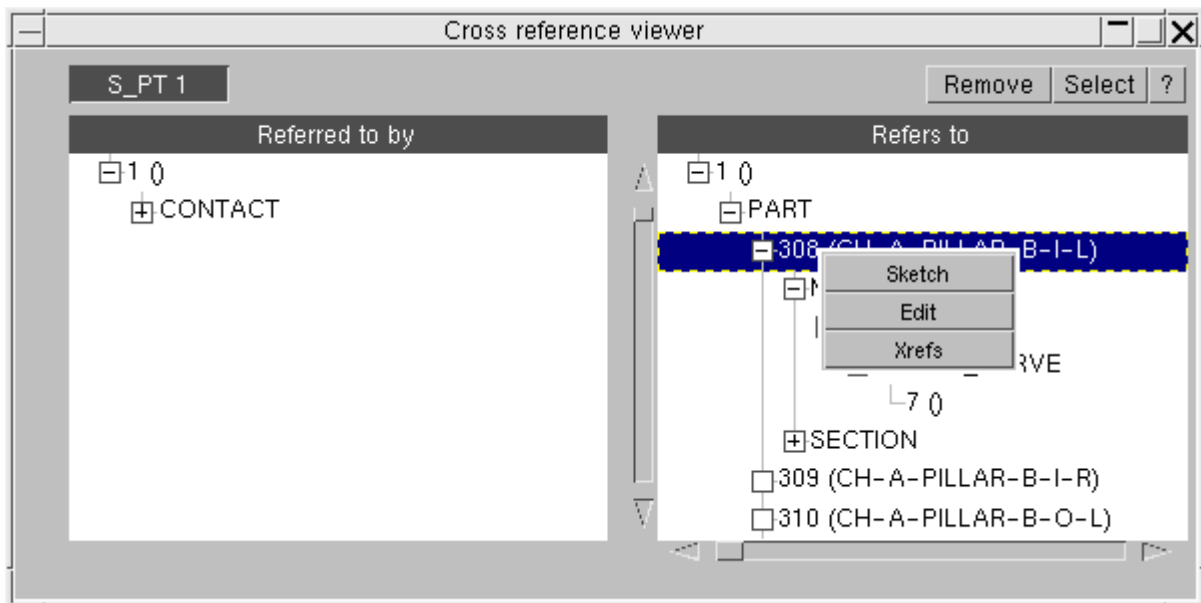 Cross reference viewer
S_PT 1
Remove Select ?
Referred to by
1 ()
CONTACT
Refers to
1 ()
PART
308 B-I-L)
Sketch
Edit
Xrefs
7 ()
SECTION
309 (CH-A-PILLAR-B-I-R)
310 (CH-A-PILLAR-B-O-L)